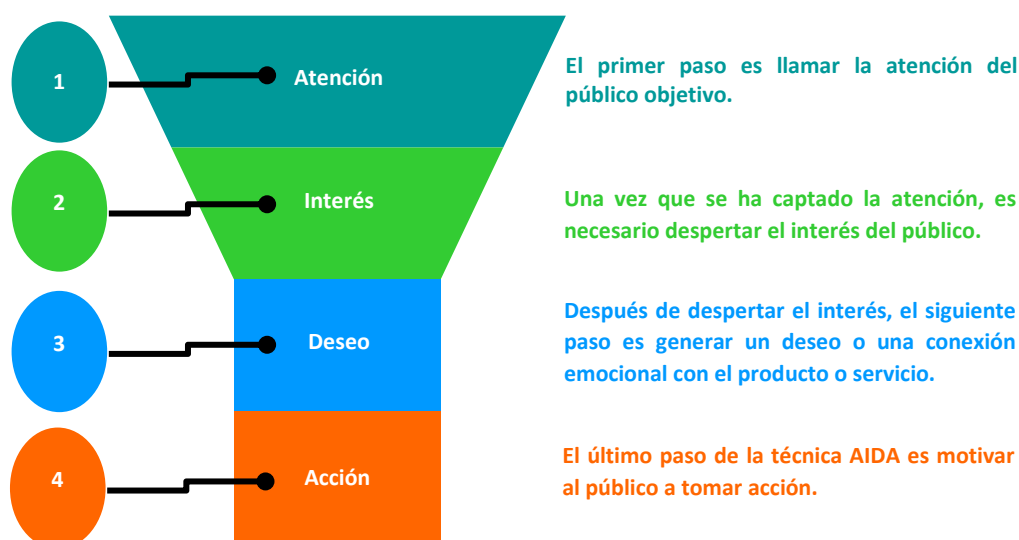 1
Atención
El primer paso es llamar la atención del
público objetivo.
2
Interés
Una vez que se ha captado la atención, es
necesario despertar el interés del público.
3
Deseo
Después de despertar el interés, el siguiente
paso es generar un deseo o una conexión
emocional con el producto o servicio.
4
Acción
El último paso de la técnica AIDA es motivar
al público a tomar acción.